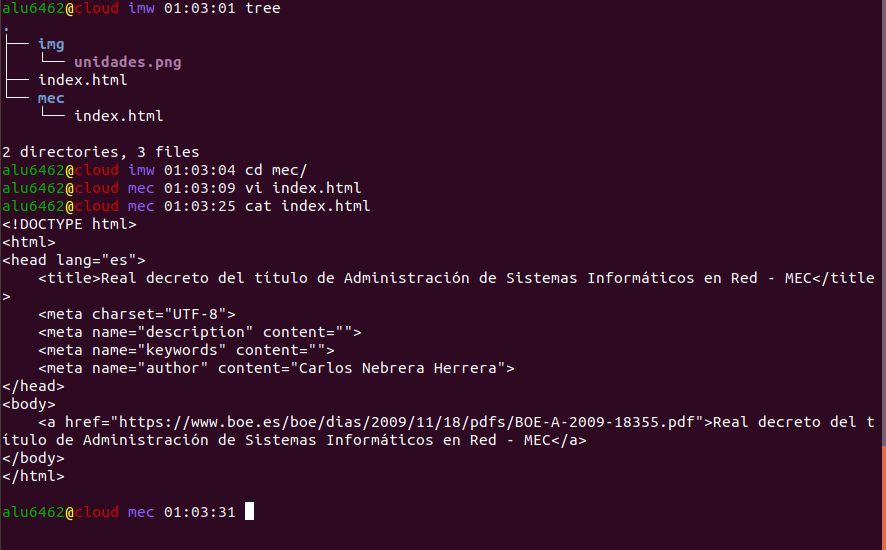 alu6462@cloud imw 01:03:01 tree
.
├── img
│   └── unidades.png
├── index.html
└── mec
    └── index.html

2 directories, 3 files
alu6462@cloud imw 01:03:04 cd mec/
alu6462@cloud mec 01:03:09 vi index.html
alu6462@cloud mec 01:03:25 cat index.html
<!DOCTYPE html>
<html>
<head lang="es">
    <title>Real decreto del título de Administración de Sistemas Informáticos en Red - MEC</title
>
    <meta charset="UTF-8">
    <meta name="description" content="">
    <meta name="keywords" content="">
    <meta name="author" content="Carlos Nebrera Herrera">
</head>
<body>
    <a href="https://www.boe.es/boe/dias/2009/11/18/pdfs/BOE-A-2009-18355.pdf">Real decreto del t
ítulo de Administración de Sistemas Informáticos en Red - MEC</a>
</body>
</html>

alu6462@cloud mec 01:03:31